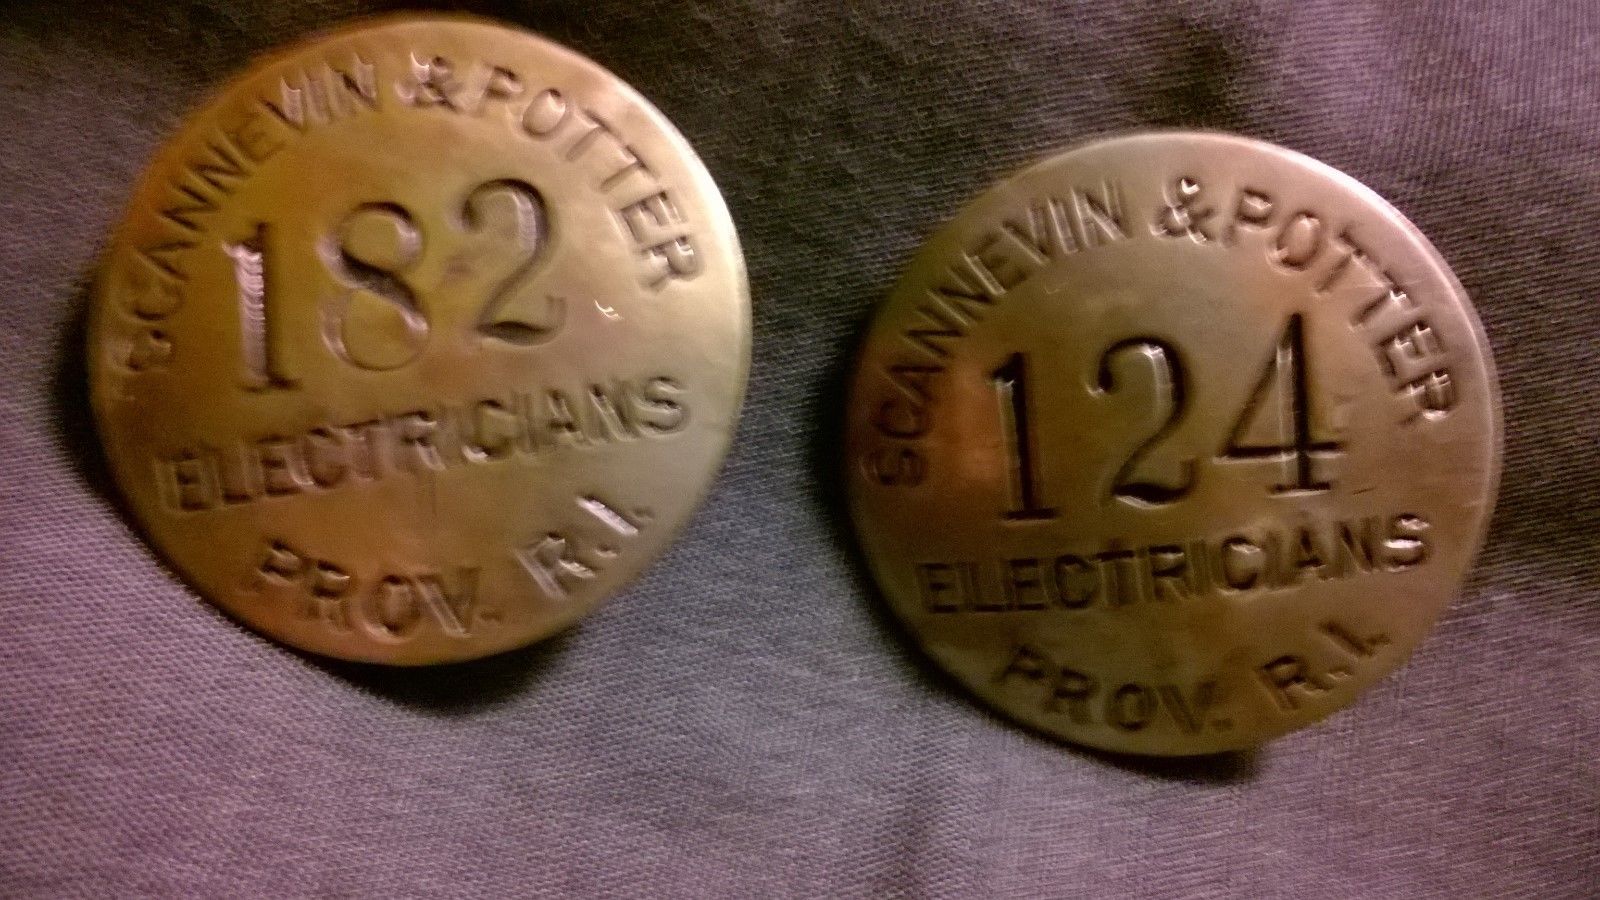 SCANNEVIN & POTTER
182
ELECTRICIANS
PROV. R.I.
SCANNEVIN & POTTER
124
ELECTRICIANS
PROV. R.I.